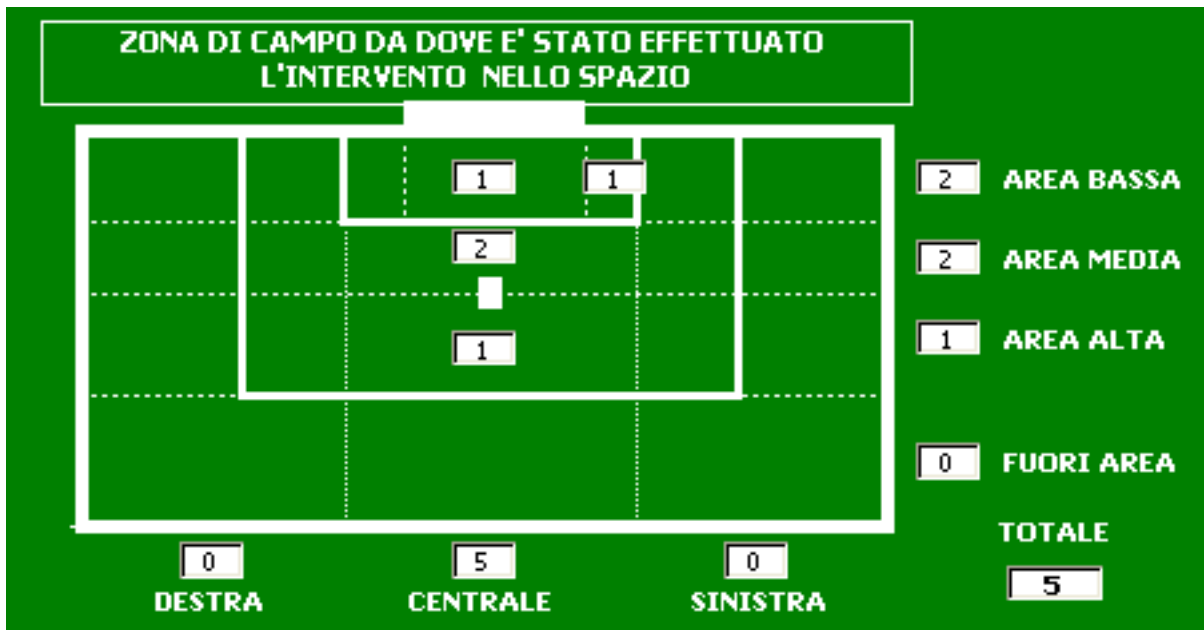 ZONA DI CAMPO DA DOVE E' STATO EFFETTUATO
L'INTERVENTO NELLO SPAZIO
1 1 2 AREA BASSA
2 2 AREA MEDIA
1 1 AREA ALTA
0 FUORI AREA
TOTALE
0 5 0 5
DESTRA CENTRALE SINISTRA